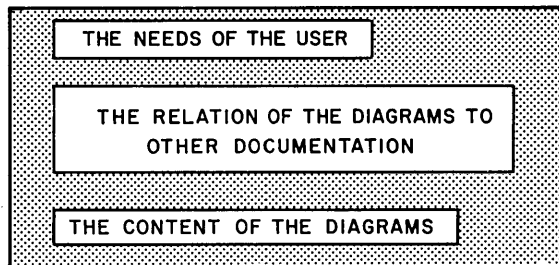 THE NEEDS OF THE USER
THE RELATION OF THE DIAGRAMS TO
OTHER DOCUMENTATION
THE CONTENT OF THE DIAGRAMS